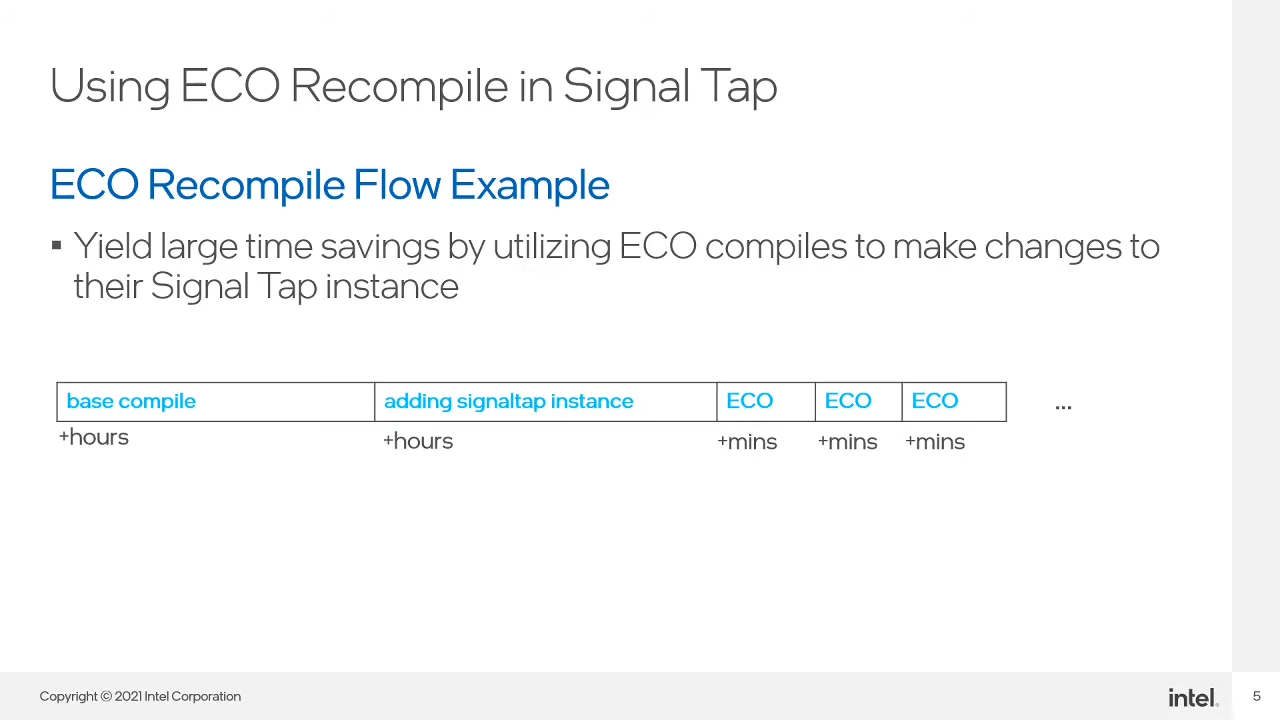 Using ECO Recompile in Signal Tap
ECO Recompile Flow Example
▪ Yield large time savings by utilizing ECO compiles to make changes to
their Signal Tap instance
base compile adding signaltap instance ECO ECO ECO ...
+hours +hours +mins +mins +mins
Copyright © 2021 Intel Corporation intel. 5